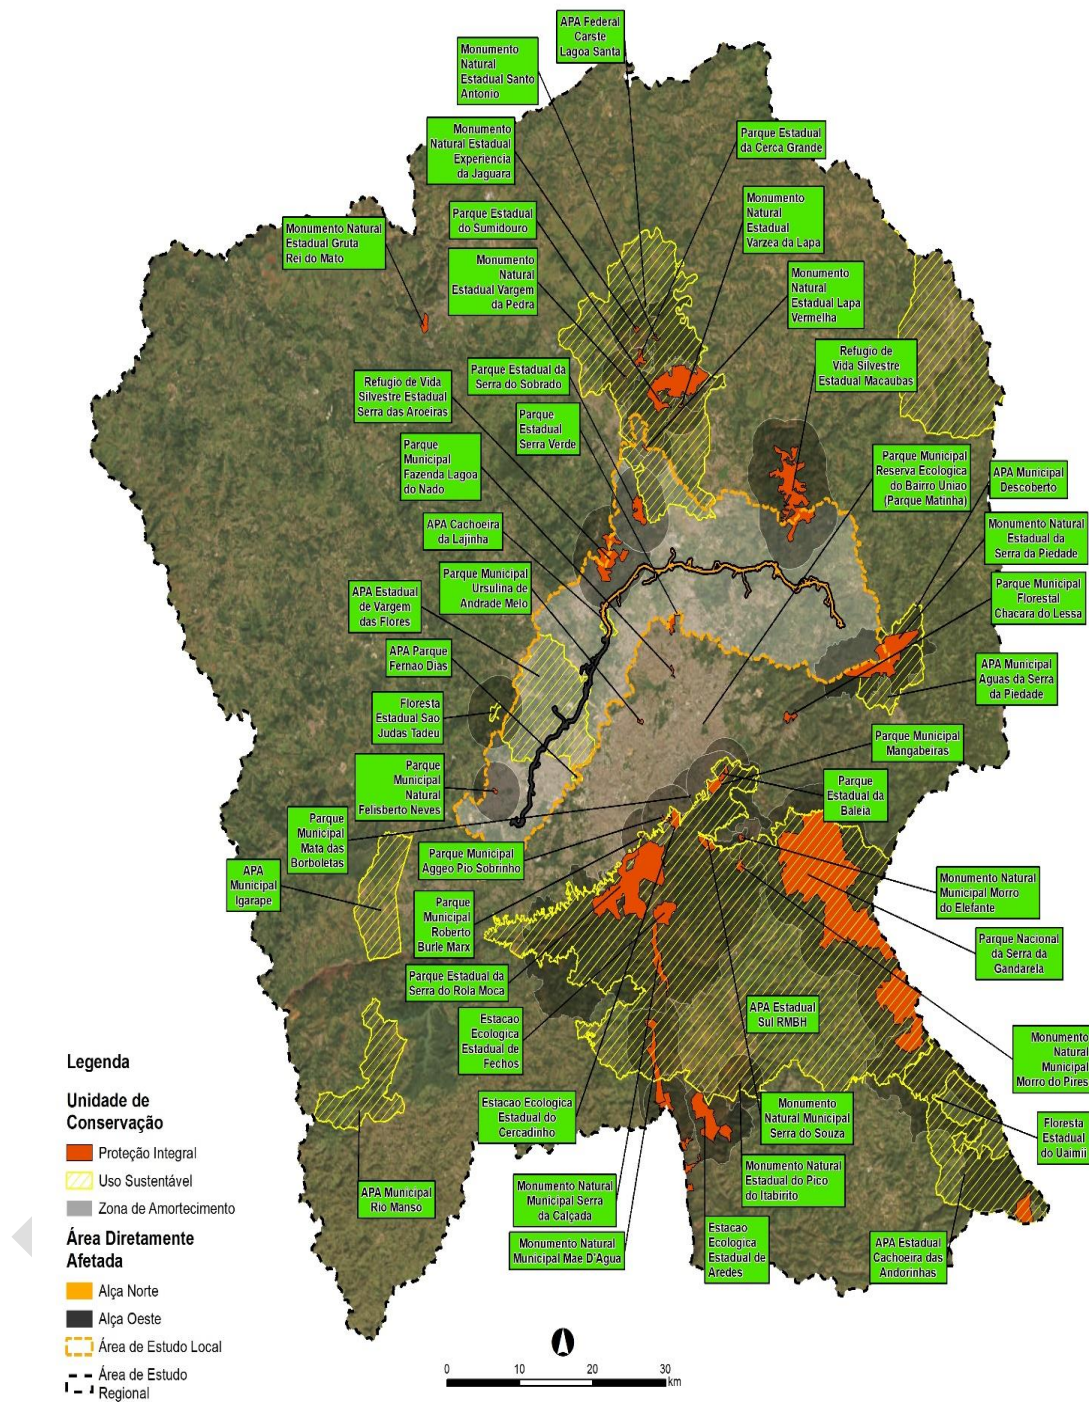 APA Federal
Carste
Lagoa Santa
Monumento
Natural
Estadual Santo
Antonio
Monumento
Natural Estadual
Experiencia
da Jaguara
Parque Estadual
da Cerca Grande
Parque Estadual
do Sumidouro
Monumento
Natural
Estadual
Varzea da Lapa
Monumento Natural
Estadual Gruta
Rei do Mato
Monumento
Natural
Estadual Vargem
da Pedra
Monumento
Natural
Estadual Lapa
Vermelha
Parque Estadual da
Serra do Sobrado
Refugio de
Vida Silvestre
Estadual Macaubas
Refugio de Vida
Silvestre Estadual
Serra das Aroeiras
Parque
Estadual
Serra Verde
Parque
Municipal
Fazenda Lagoa
do Nado
Parque Municipal
Reserva Ecologica
do Bairro Uniao
(Parque Matinha)
APA Municipal
Descoberto
APA Cachoeira
da Lajinha
Monumento Natural
Estadual da
Serra da Piedade
Parque Municipal
Ursulina de
Andrade Melo
Parque Municipal
Florestal
Chacara do Lessa
APA Estadual
de Vargem
das Flores
APA Parque
Fernao Dias
APA Municipal
Aguas da Serra
da Piedade
Floresta
Estadual Sao
Judas Tadeu
Parque Municipal
Mangabeiras
Parque
Municipal
Natural
Felisberto Neves
Parque
Estadual da
Baleia
Parque
Municipal
Mata das
Borboletas
Parque Municipal
Aggeo Pio Sobrinho
APA
Municipal
Igarape
Monumento Natural
Municipal Morro
do Elefante
Parque
Municipal
Roberto
Burle Marx
Parque Nacional
da Serra da
Gandarela
Parque Estadual da
Serra do Rola Moca
APA Estadual
Sul RMBH
Estacao
Ecologica
Estadual de
Fechos
Monumento
Natural
Municipal
Morro do Pires
Estacao Ecologica
Estadual do
Cercadinho
Monumento
Natural Municipal
Serra do Souza
Floresta
Estadual
do Uaimii
Monumento Natural
Estadual do Pico
do Itabirito
APA Municipal
Rio Manso
Monumento Natural
Municipal Serra
da Calçada
Monumento Natural
Municipal Mae D'Agua
Estacao
Ecologica
Estadual de
Aredes
APA Estadual
Cachoeira das
Andorinhas
Legenda
Unidade de
Conservação
Proteção Integral
Uso Sustentável
Zona de Amortecimento
Área Diretamente
Afetada
Alça Norte
Alça Oeste
Área de Estudo Local
Área de Estudo
Regional
0 10 20 30
km